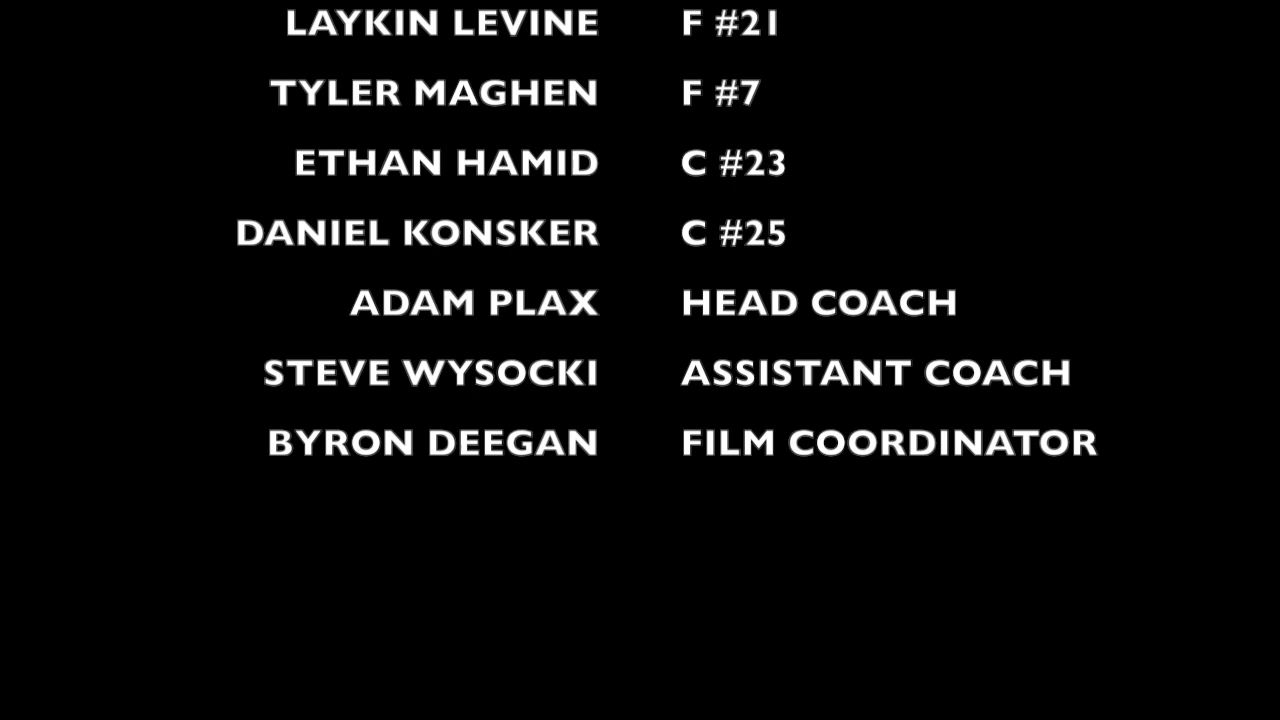 LAYKIN LEVINE F #21
TYLER MAGHEN F #7
ETHAN HAMID C #23
DANIEL KONSKER C #25
ADAM PLAX HEAD COACH
STEVE WYSOCKI ASSISTANT COACH
BYRON DEEGAN FILM COORDINATOR